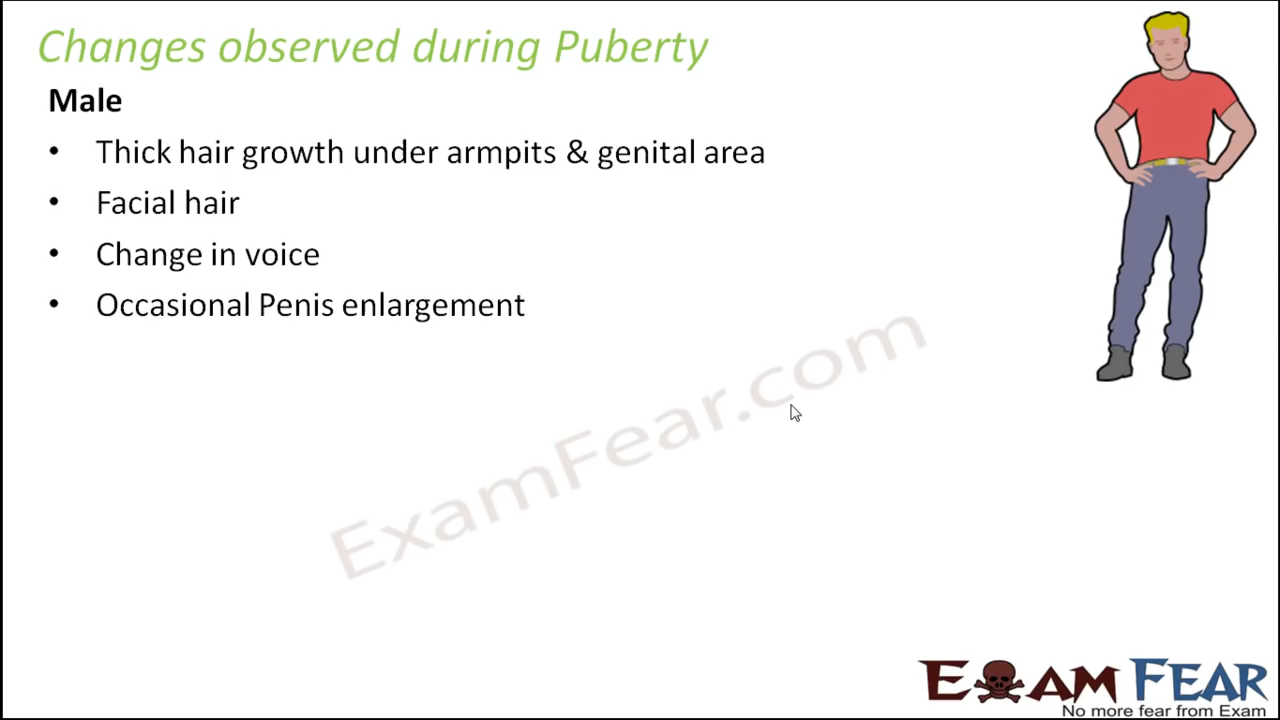 Changes observed during Puberty
Male
• Thick hair growth under armpits & genital area
• Facial hair
• Change in voice
• Occasional Penis enlargement
ExamFear.com
EXAM FEAR
No more fear from Exam